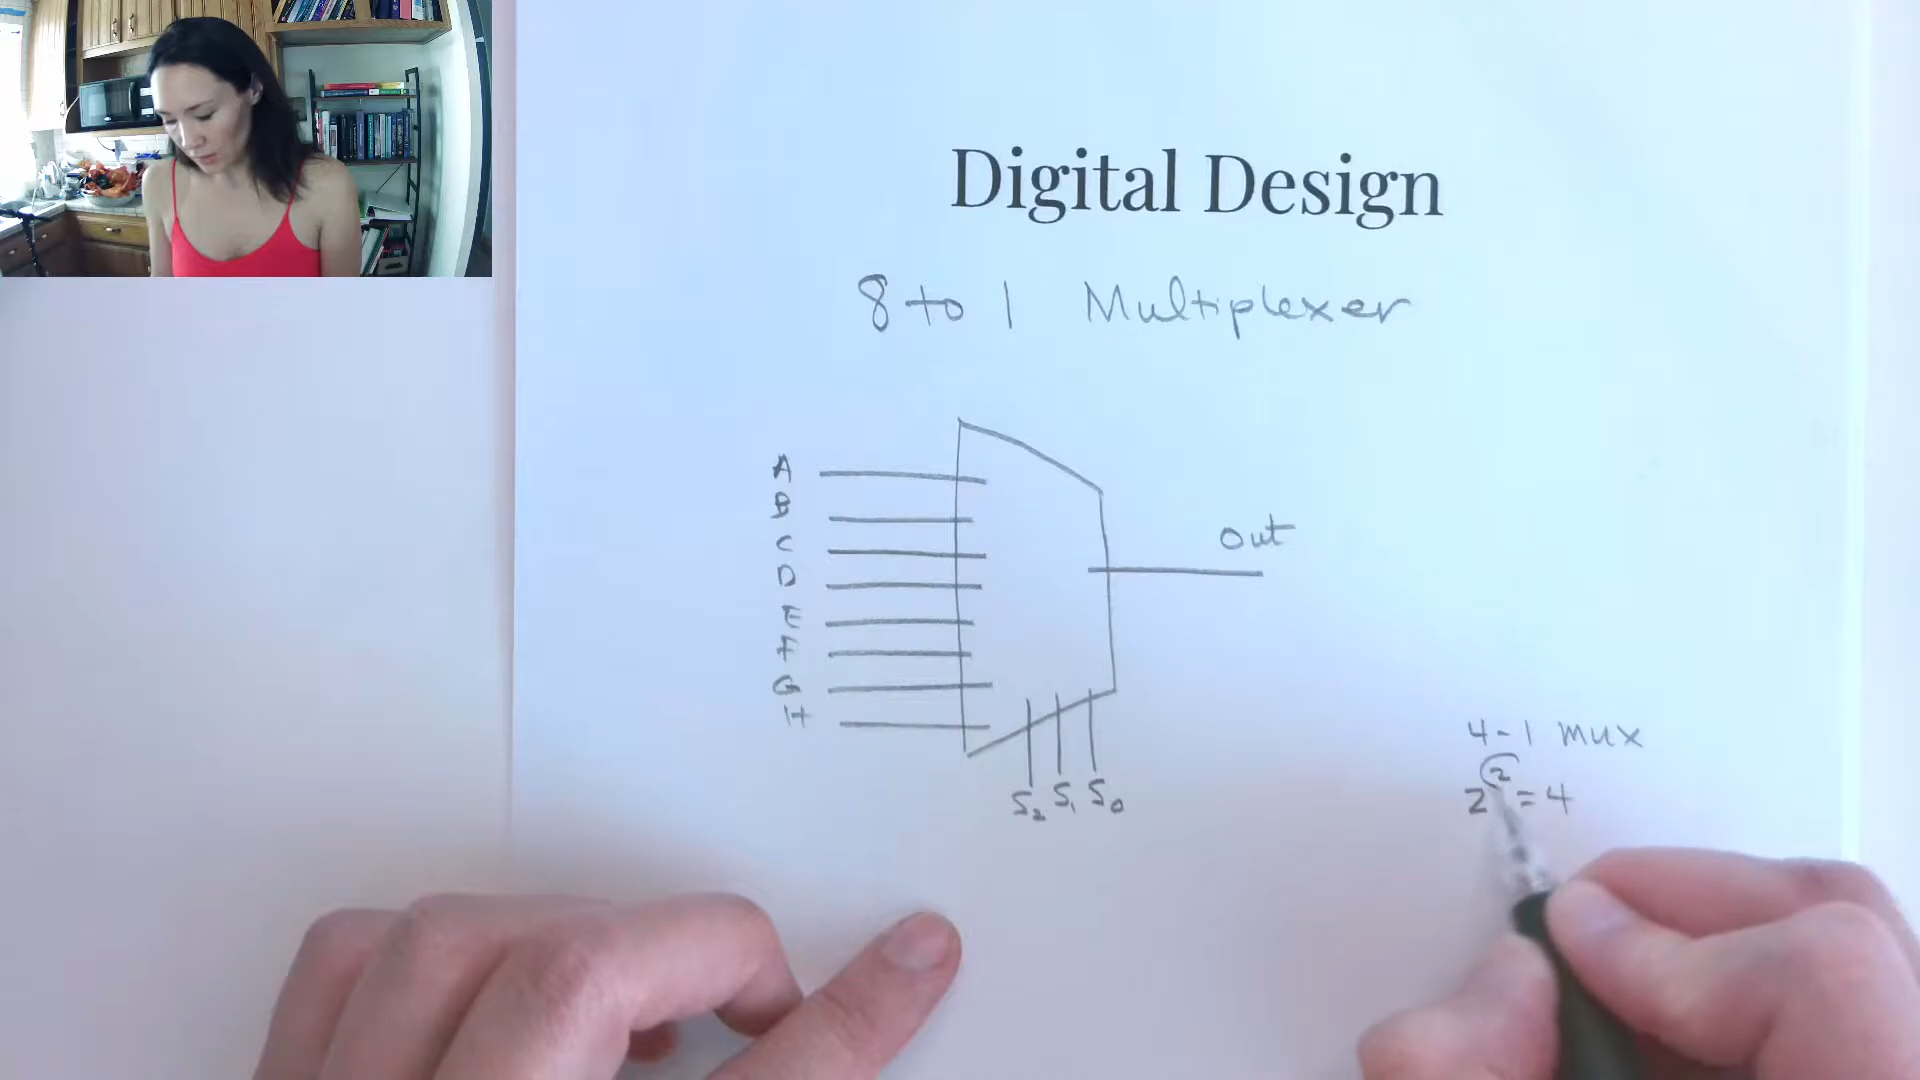 Digital Design
8 to 1 Multiplexer
A
B
C
D
E
F
G
H
Out
S2 S1 S0
4-1 mux
2^2 = 4